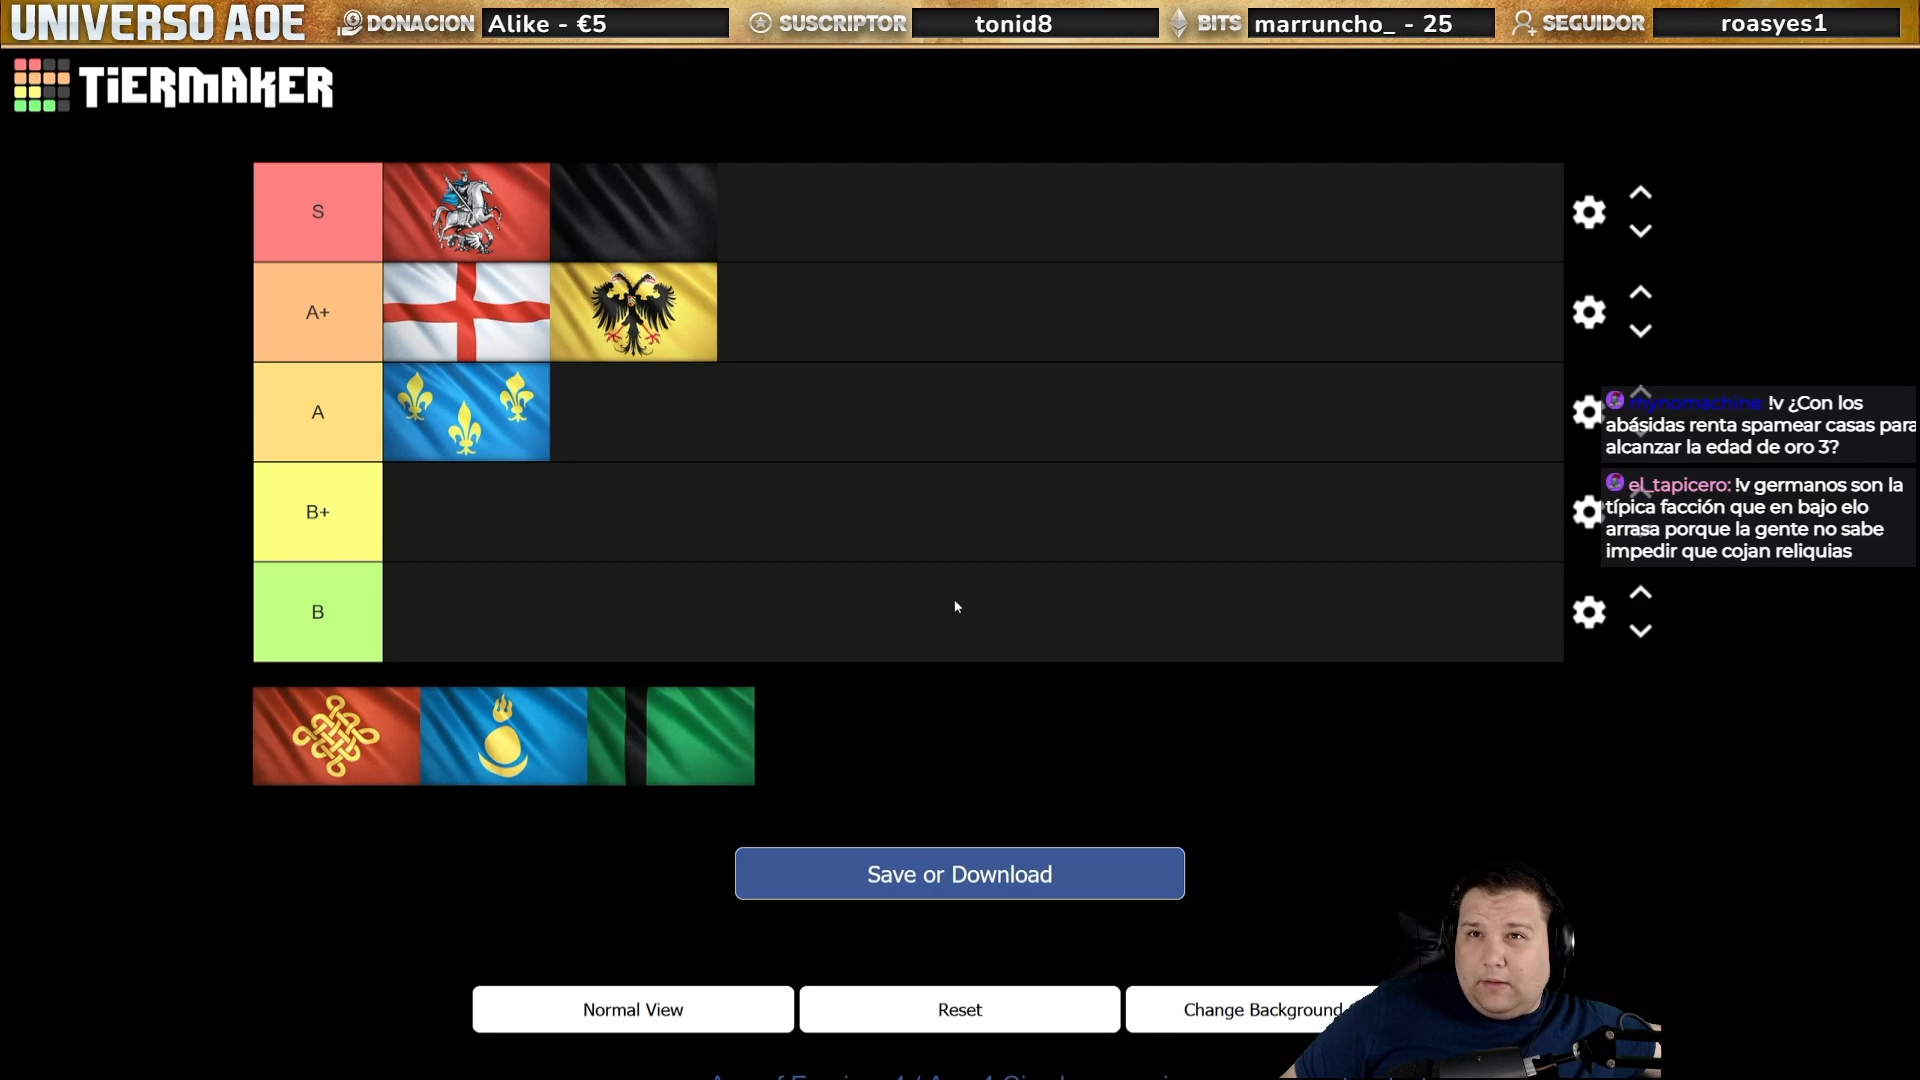 UNIVERSO AOE
DONACION
Alike - €5
SUSCRIPTOR
tonid8
BITS
marruncho_ - 25
SEGUIDOR
roasyes1
TiERMAKER
S
A+
A
B+
B
rhynomachine: !v ¿Con los
abásidas renta spamear casas para
alcanzar la edad de oro 3?
el_tapicero: !v germanos son la
típica facción que en bajo elo
arrasa porque la gente no sabe
impedir que cojan reliquias
Save or Download
Normal View
Reset
Change Background